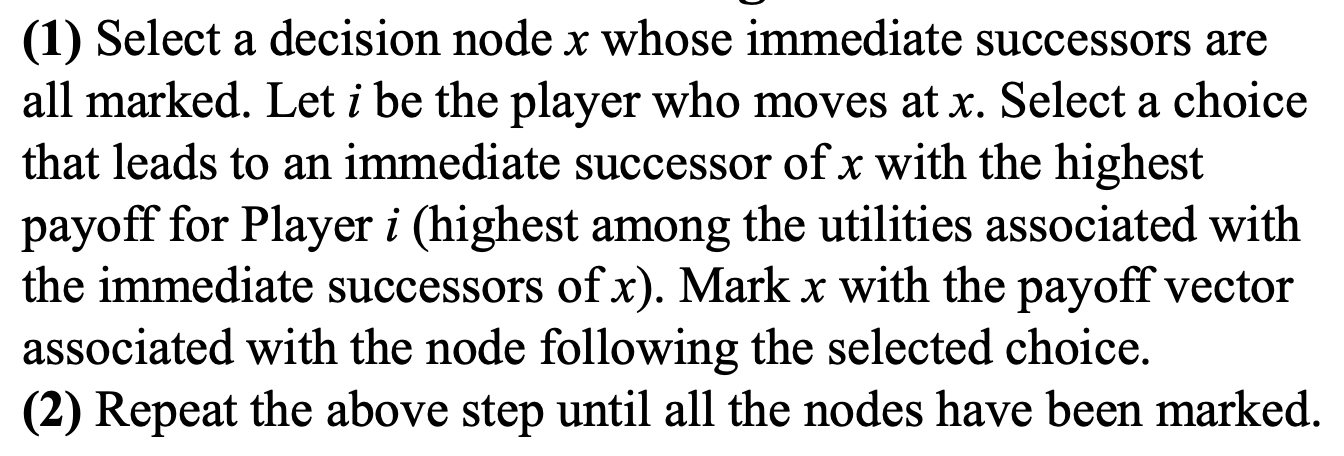 (1) Select a decision node x whose immediate successors are
all marked. Let i be the player who moves at x. Select a choice
that leads to an immediate successor of x with the highest
payoff for Player i (highest among the utilities associated with
the immediate successors of x). Mark x with the payoff vector
associated with the node following the selected choice.
(2) Repeat the above step until all the nodes have been marked.